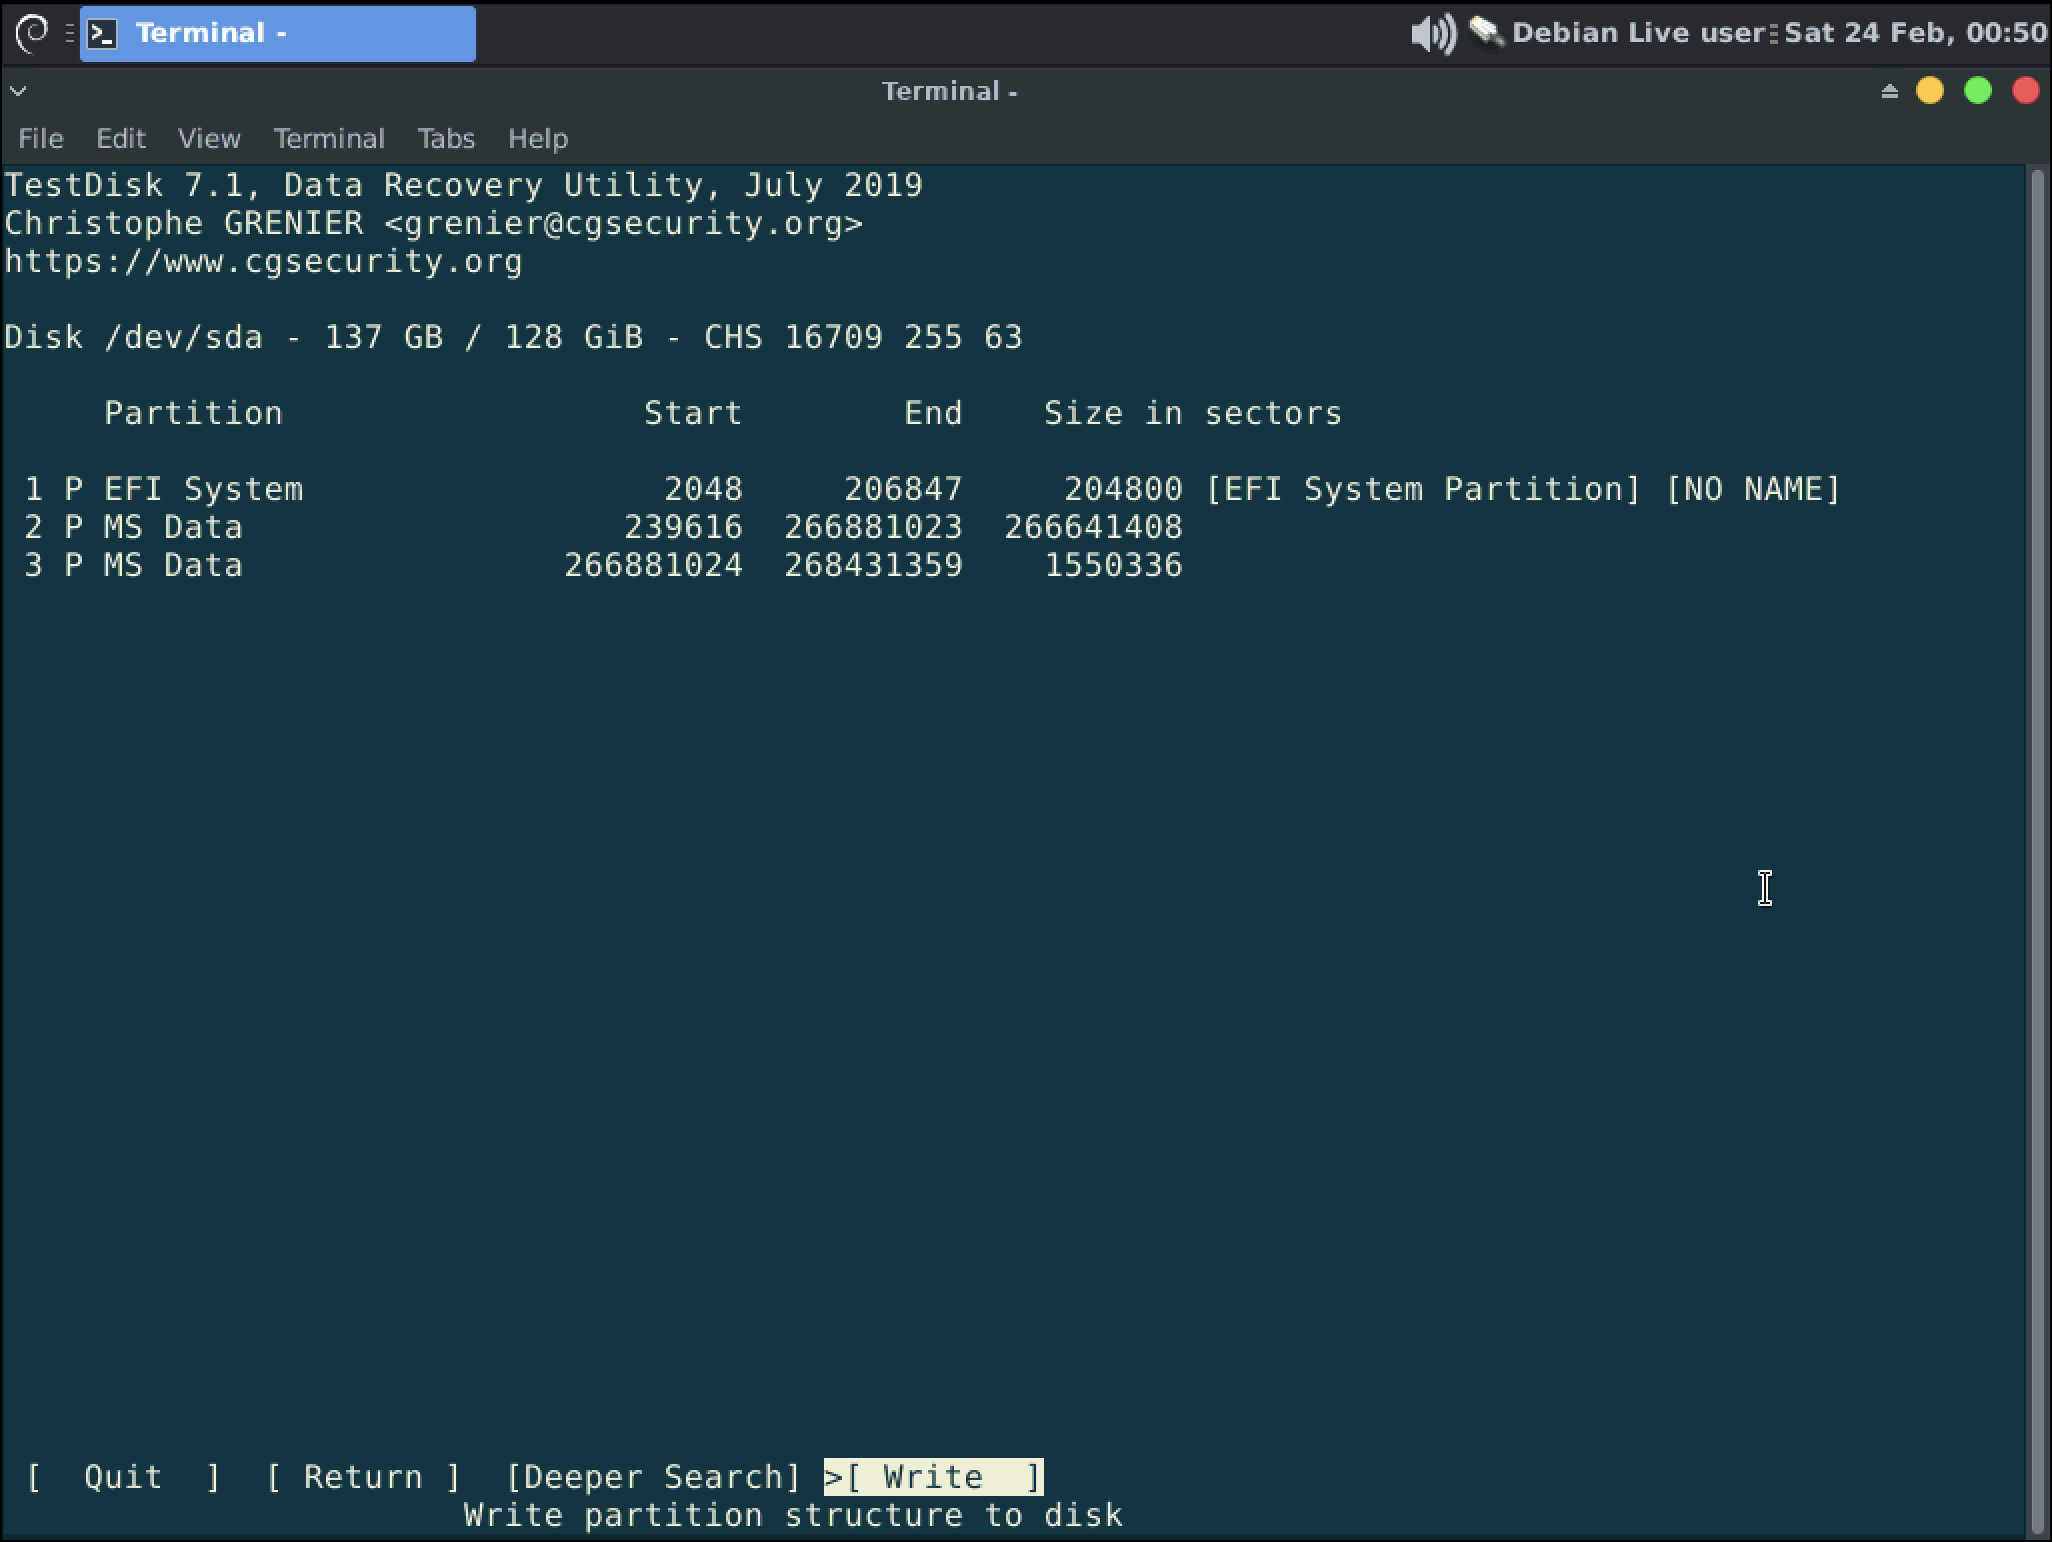 Terminal - Debian Live user Sat 24 Feb, 00:50
Terminal -
File Edit View Terminal Tabs Help
TestDisk 7.1, Data Recovery Utility, July 2019
Christophe GRENIER <grenier@cgsecurity.org>
https://www.cgsecurity.org
Disk /dev/sda - 137 GB / 128 GiB - CHS 16709 255 63
Partition Start End Size in sectors
1 P EFI System 2048 206847 204800 [EFI System Partition] [NO NAME]
2 P MS Data 239616 266881023 266641408
3 P MS Data 266881024 268431359 1550336
[ Quit ] [ Return ] [Deeper Search] >[ Write ]
Write partition structure to disk